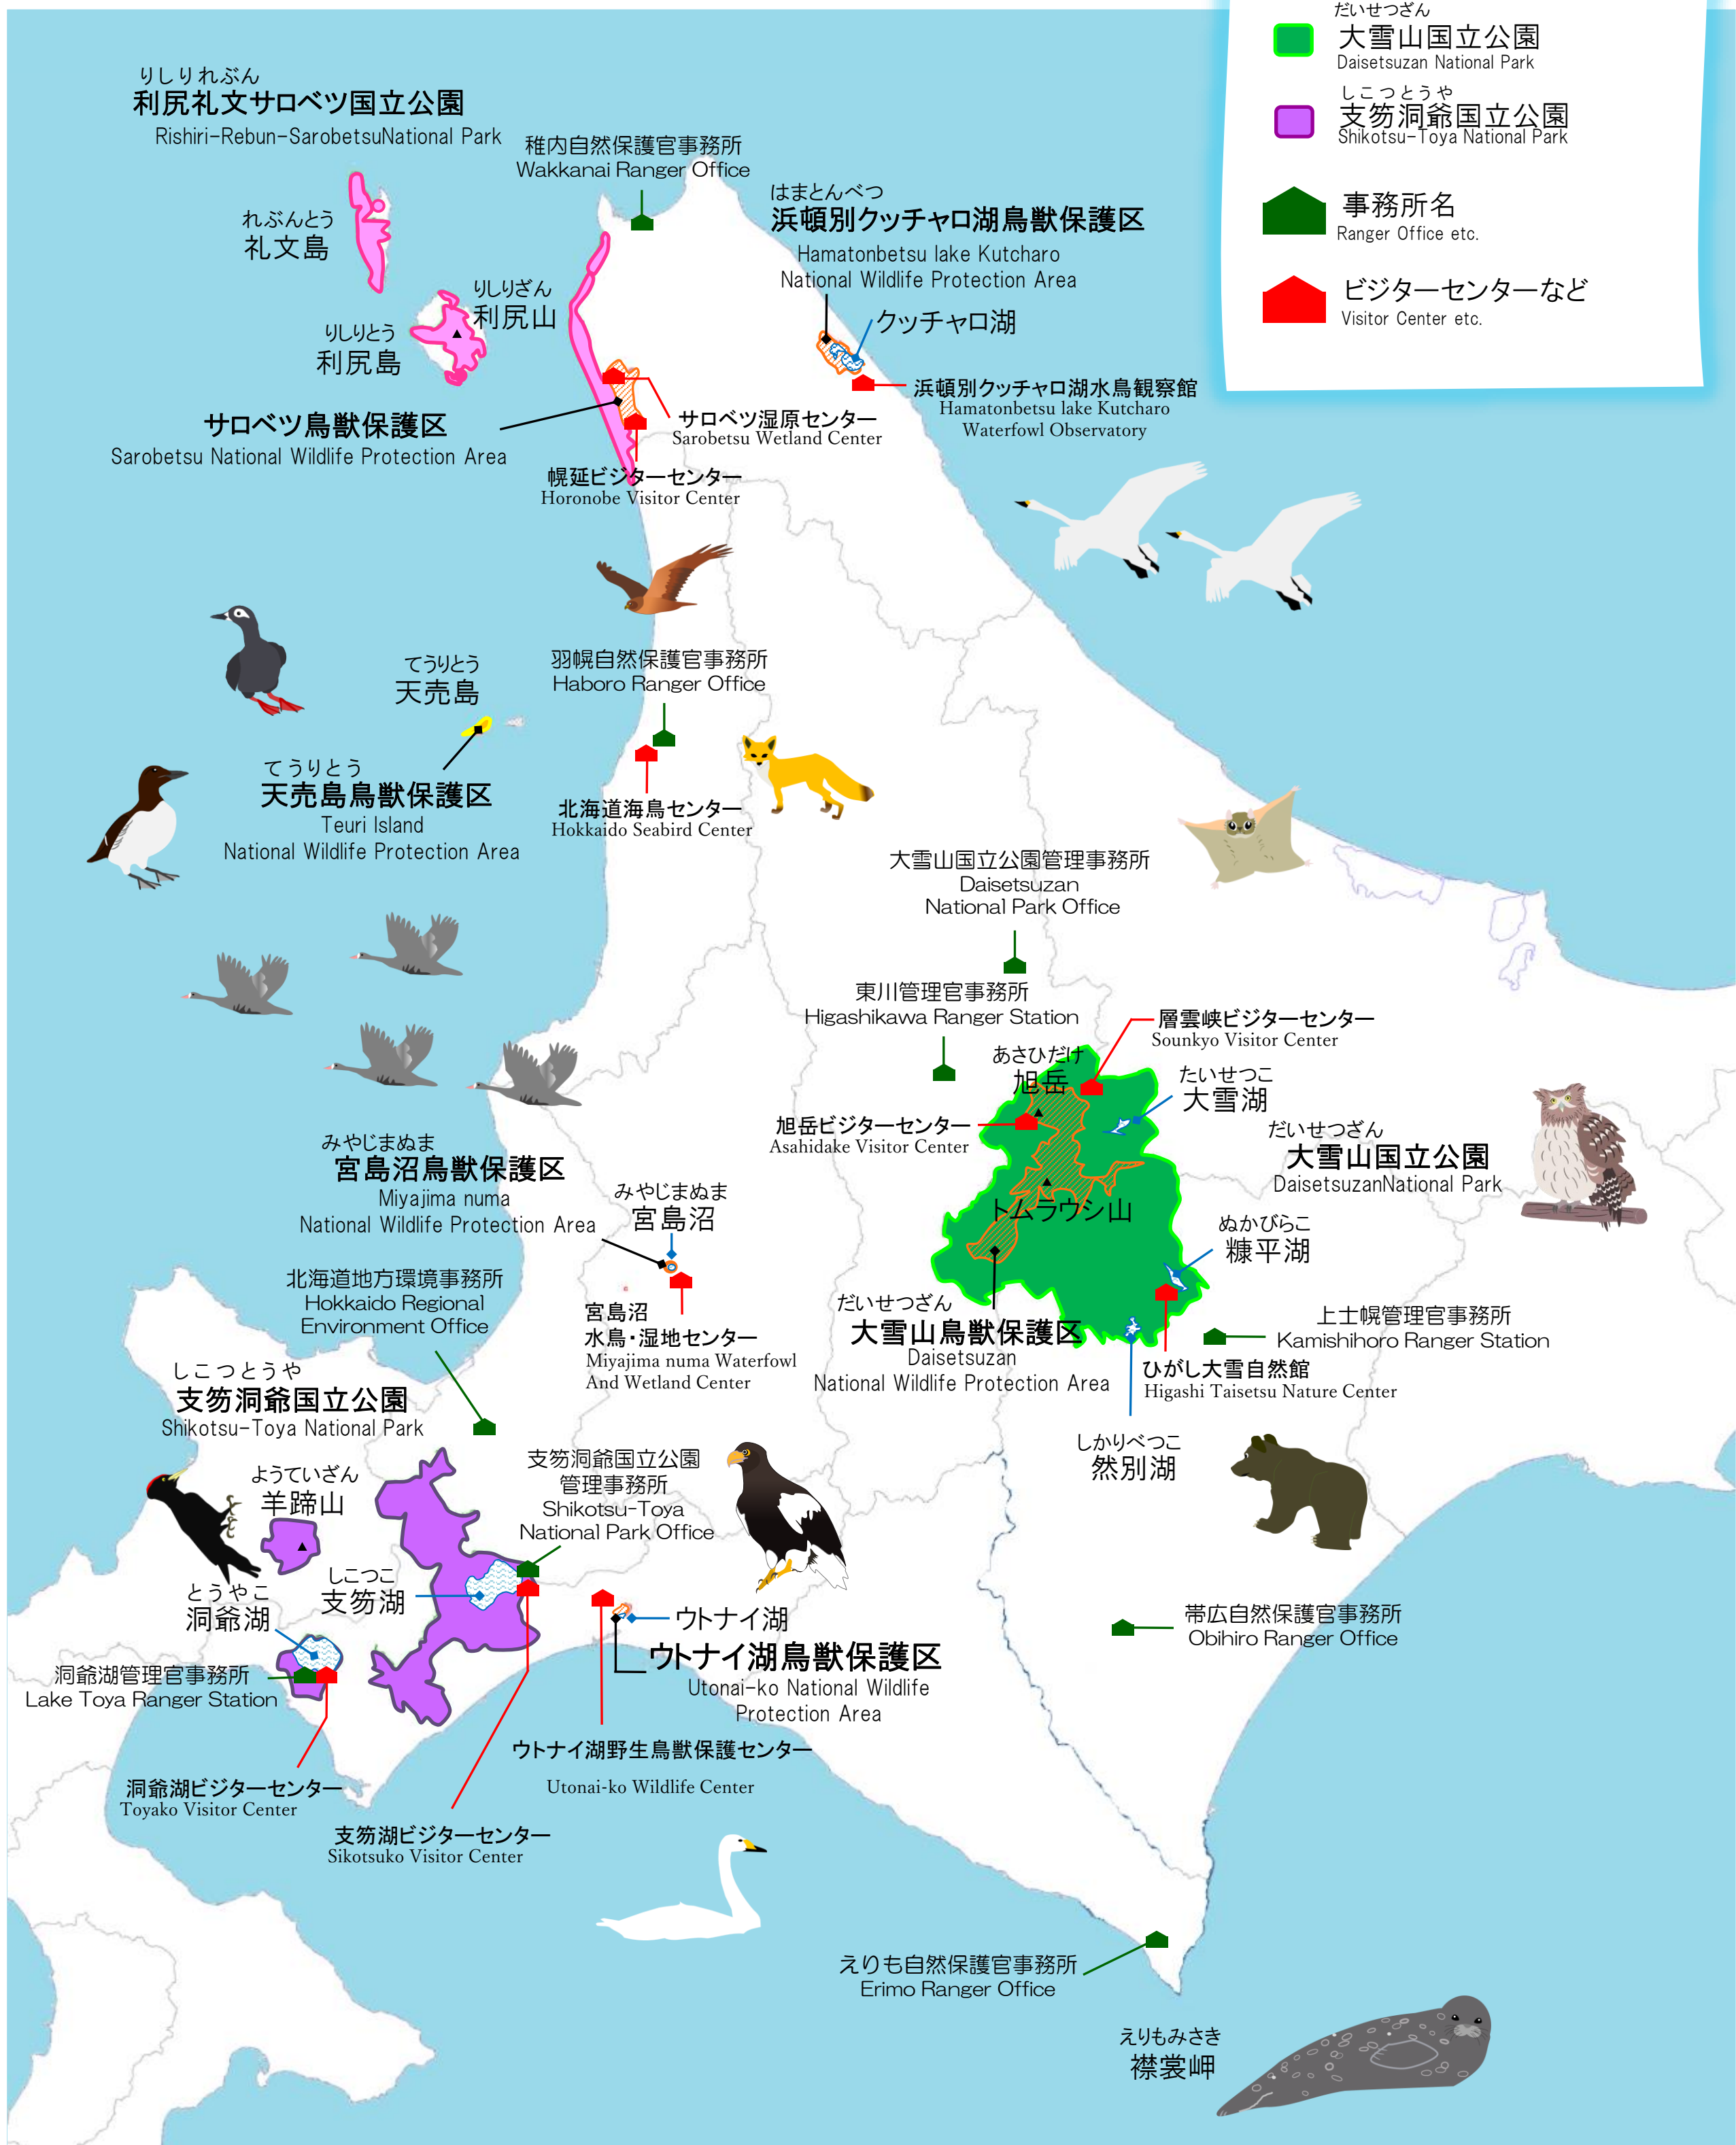 だいせつざん
大雪山国立公園
Daisetsuzan National Park
しこつとうや
支笏洞爺国立公園
Shikotsu-Toya National Park
事務所名
Ranger Office etc.
ビジターセンターなど
Visitor Center etc.
りしりれぶん
利尻礼文サロベツ国立公園
Rishiri-Rebun-SarobetsuNational Park
稚内自然保護官事務所
Wakkanai Ranger Office
はまとんべつ
浜頓別クッチャロ湖鳥獣保護区
Hamatonbetsu lake Kutcharo
National Wildlife Protection Area
れぶんとう
礼文島
りしりざん
利尻山
りしりとう
利尻島
クッチャロ湖
浜頓別クッチャロ湖水鳥観察館
Hamatonbetsu lake Kutcharo
Waterfowl Observatory
サロベツ鳥獣保護区
Sarobetsu National Wildlife Protection Area
サロベツ湿原センター
Sarobetsu Wetland Center
幌延ビジターセンター
Horonobe Visitor Center
羽幌自然保護官事務所
Haboro Ranger Office
てうりとう
天売島
てうりとう
天売島鳥獣保護区
Teuri Island
National Wildlife Protection Area
北海道海鳥センター
Hokkaido Seabird Center
大雪山国立公園管理事務所
Daisetsuzan
National Park Office
東川管理官事務所
Higashikawa Ranger Station
層雲峡ビジターセンター
Sounkyo Visitor Center
あさひだけ
旭岳
たいせつこ
大雪湖
旭岳ビジターセンター
Asahidake Visitor Center
だいせつざん
大雪山国立公園
DaisetsuzanNational Park
トムラウシ山
ぬかびらこ
糠平湖
みやじまぬま
宮島沼鳥獣保護区
Miyajima numa
National Wildlife Protection Area
みやじまぬま
宮島沼
北海道地方環境事務所
Hokkaido Regional
Environment Office
宮島沼
水鳥・湿地センター
Miyajima numa Waterfowl
And Wetland Center
だいせつざん
大雪山鳥獣保護区
Daisetsuzan
National Wildlife Protection Area
上士幌管理官事務所
Kamishihoro Ranger Station
ひがし大雪自然館
Higashi Taisetsu Nature Center
しかりべつこ
然別湖
しこつとうや
支笏洞爺国立公園
Shikotsu-Toya National Park
ようていざん
羊蹄山
支笏洞爺国立公園
管理事務所
Shikotsu-Toya
National Park Office
しこつこ
支笏湖
とうやこ
洞爺湖
洞爺湖管理官事務所
Lake Toya Ranger Station
ウトナイ湖
ウトナイ湖鳥獣保護区
Utonai-ko National Wildlife
Protection Area
帯広自然保護官事務所
Obihiro Ranger Office
ウトナイ湖野生鳥獣保護センター
Utonai-ko Wildlife Center
洞爺湖ビジターセンター
Toyako Visitor Center
支笏湖ビジターセンター
Sikotsuko Visitor Center
えりも自然保護官事務所
Erimo Ranger Office
えりもみさき
襟裳岬